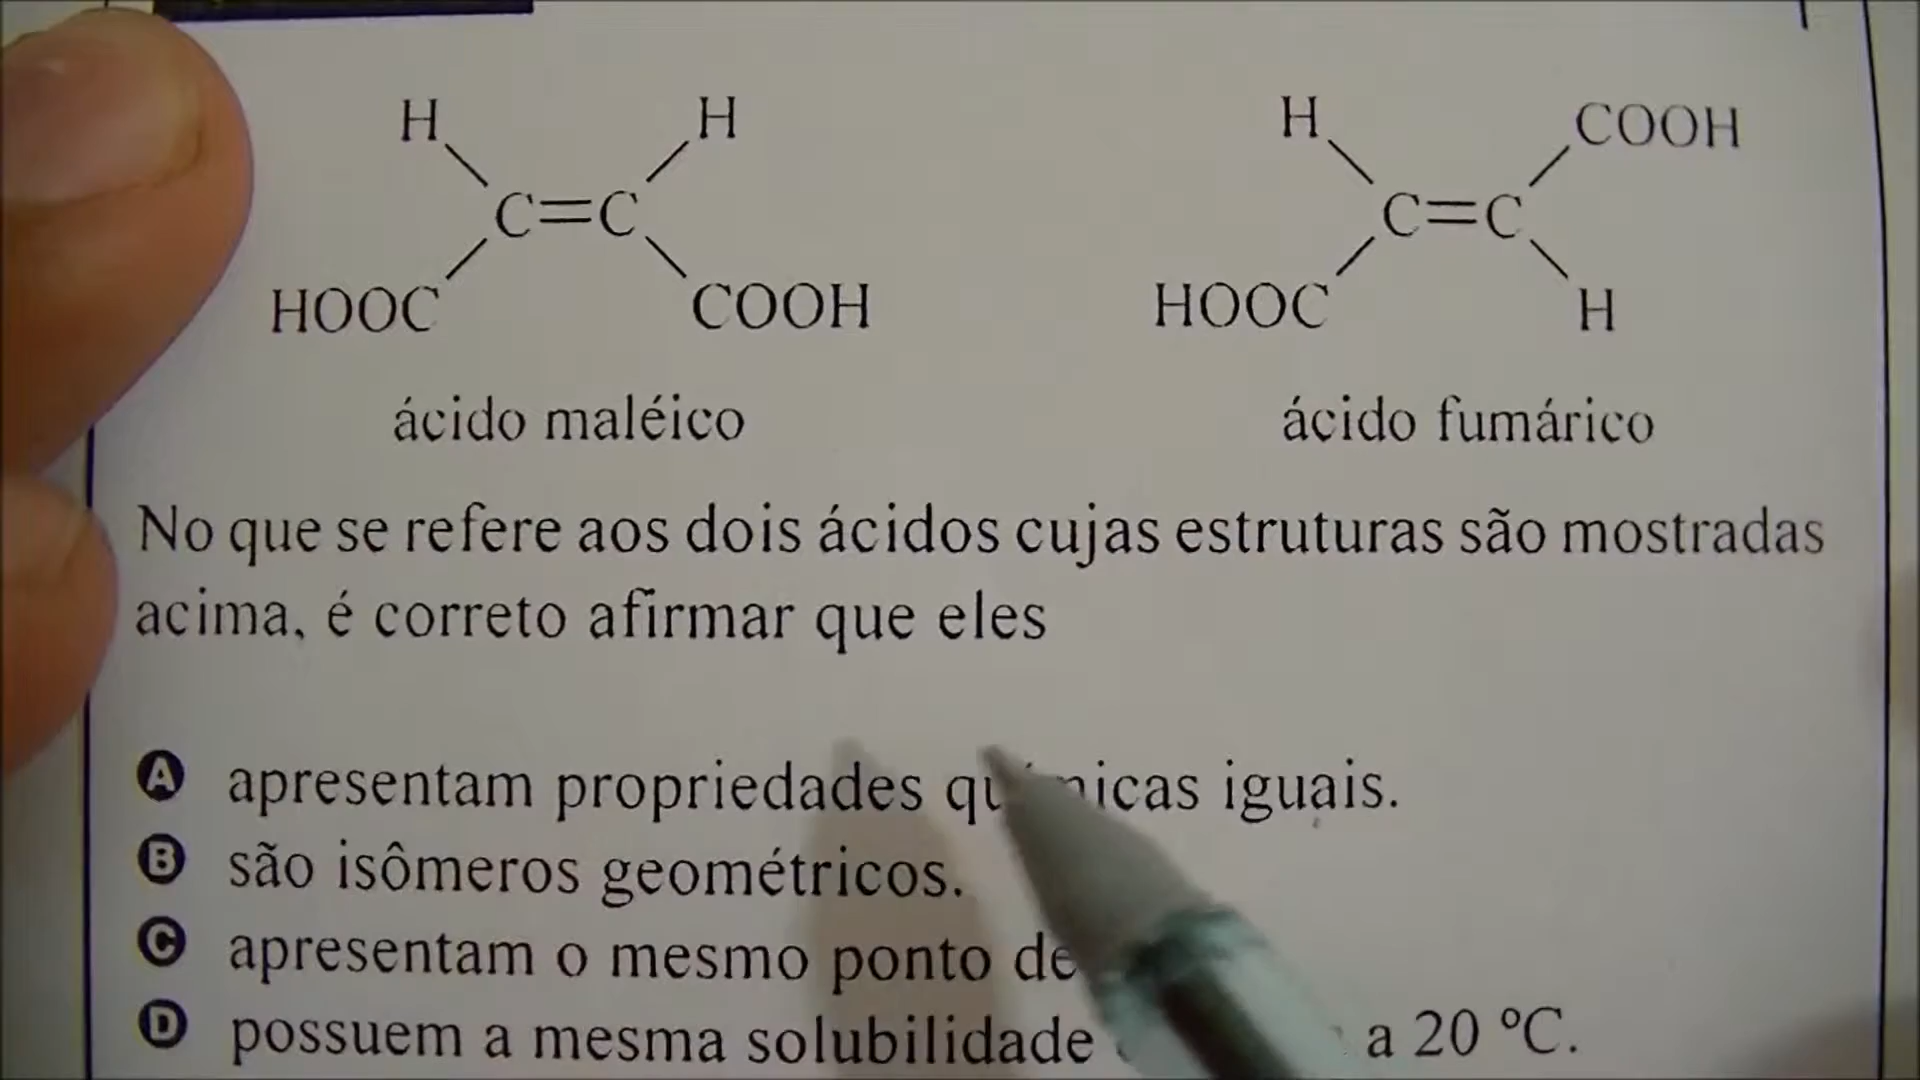 H H H COOH
C=C C=C
HOOC COOH HOOC H
ácido maléico ácido fumárico
No que se refere aos dois ácidos cujas estruturas são mostradas
acima, é correto afirmar que eles
A apresentam propriedades iguais.
B são isômeros geométricos.
C apresentam o mesmo ponto de
D possuem a mesma solubilidade a 20 ºC.